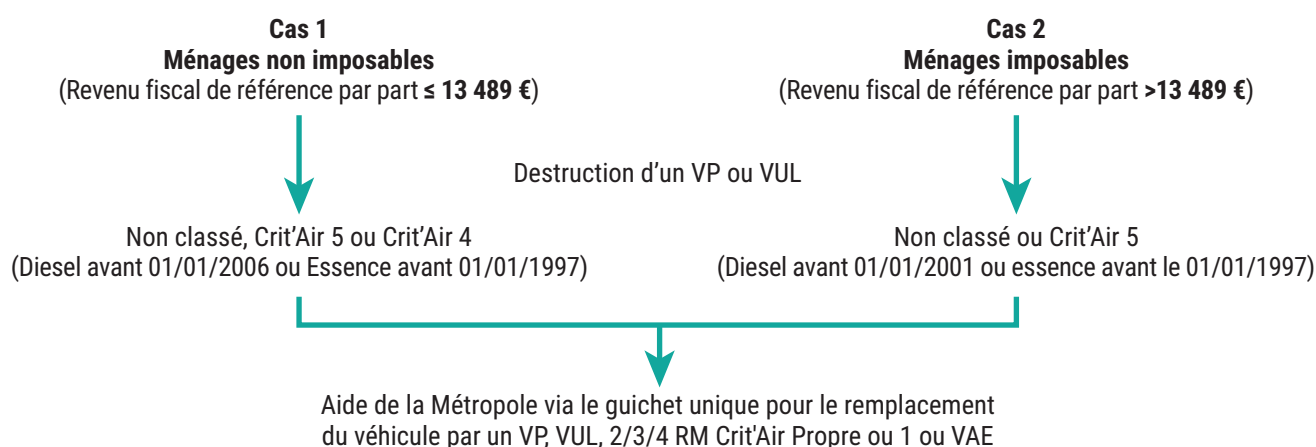 Cas 1
Ménages non imposables
(Revenu fiscal de référence par part ≤ 13 489 €)
Cas 2
Ménages imposables
(Revenu fiscal de référence par part >13 489 €)
Destruction d’un VP ou VUL
Non classé, Crit’Air 5 ou Crit’Air 4
(Diesel avant 01/01/2006 ou Essence avant 01/01/1997)
Non classé ou Crit’Air 5
(Diesel avant 01/01/2001 ou essence avant le 01/01/1997)
Aide de la Métropole via le guichet unique pour le remplacement
du véhicule par un VP, VUL, 2/3/4 RM Crit'Air Propre ou 1 ou VAE